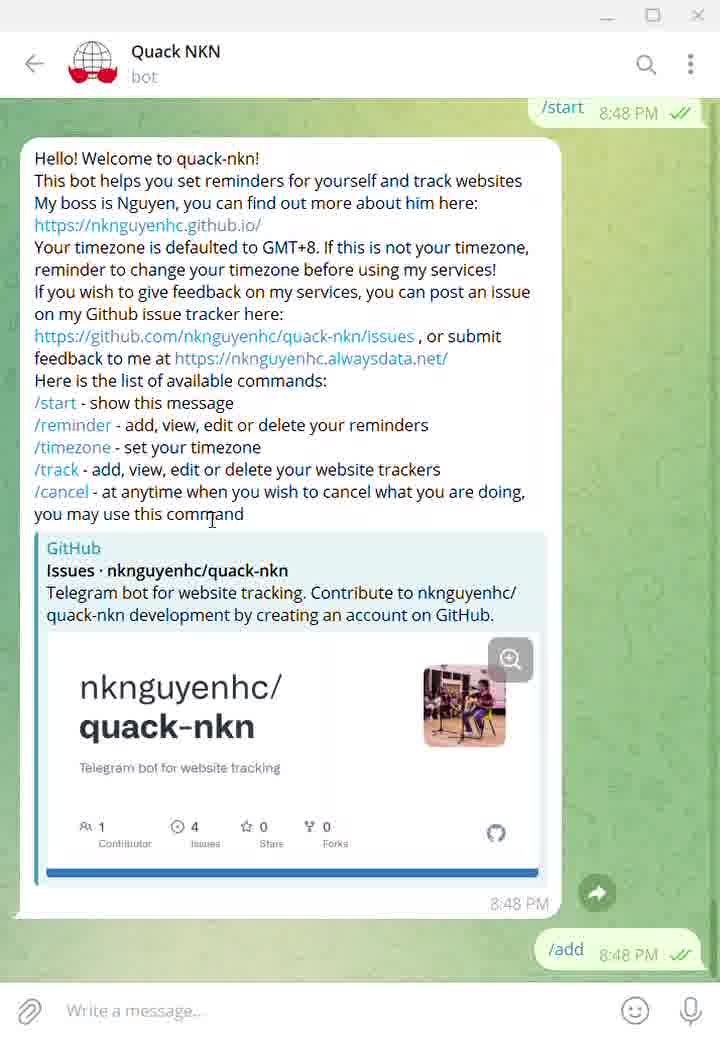 Quack NKN
bot
/start 8:48 PM
Hello! Welcome to quack-nkn!
This bot helps you set reminders for yourself and track websites
My boss is Nguyen, you can find out more about him here:
https://nknguyenhc.github.io/
Your timezone is defaulted to GMT+8. If this is not your timezone,
reminder to change your timezone before using my services!
If you wish to give feedback on my services, you can post an issue
on my Github issue tracker here:
https://github.com/nknguyenhc/quack-nkn/issues , or submit
feedback to me at https://nknguyenhc.alwaysdata.net/
Here is the list of available commands:
/start - show this message
/reminder - add, view, edit or delete your reminders
/timezone - set your timezone
/track - add, view, edit or delete your website trackers
/cancel - at anytime when you wish to cancel what you are doing,
you may use this command
GitHub
Issues · nknguyenhc/quack-nkn
Telegram bot for website tracking. Contribute to nknguyenhc/
quack-nkn development by creating an account on GitHub.
nknguyenhc/
quack-nkn
Telegram bot for website tracking
1 4 0 0
Contributor Issues Stars Forks
8:48 PM
/add 8:48 PM
Write a message...